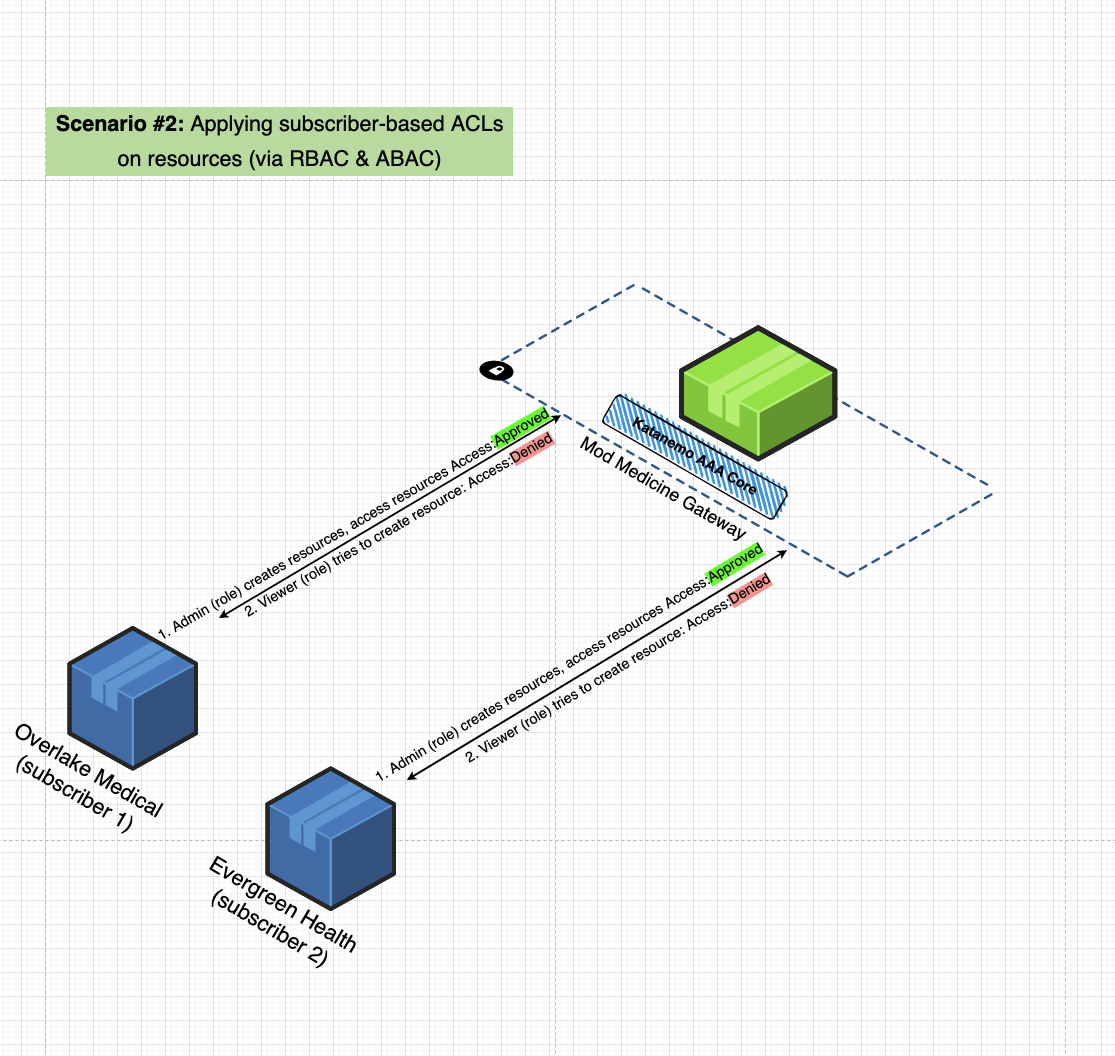 Scenario #2: Applying subscriber-based ACLs
on resources (via RBAC & ABAC)
Katanemo AAA Core
Mod Medicine Gateway
1. Admin (role) creates resources, access resources Access:Approved
2. Viewer (role) tries to create resource: Access:Denied
1. Admin (role) creates resources, access resources Access:Approved
2. Viewer (role) tries to create resource: Access:Denied
Overlake Medical
(subscriber 1)
Evergreen Health
(subscriber 2)